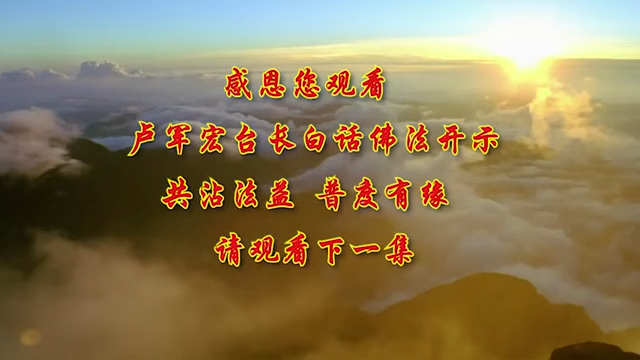 感恩您观看
卢军宏台长白话佛法开示
共沾法益 普度有缘
请观看下一集